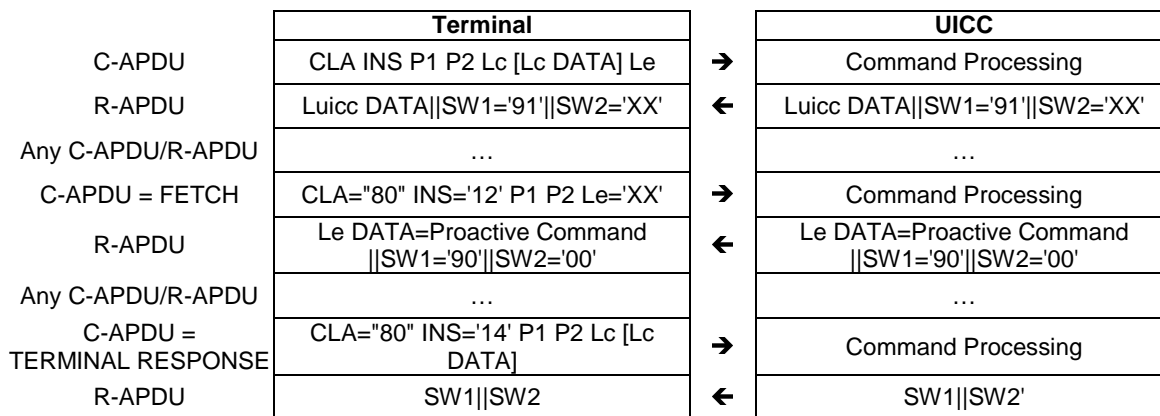 Terminal UICC
C-APDU CLA INS P1 P2 Lc [Lc DATA] Le ➔ Command Processing
R-APDU Luicc DATA||SW1='91'||SW2='XX' 🡰 Luicc DATA||SW1='91'||SW2='XX'
Any C-APDU/R-APDU … …
C-APDU = FETCH CLA="80" INS='12' P1 P2 Le='XX' ➔ Command Processing
R-APDU Le DATA=Proactive Command
||SW1='90'||SW2='00' 🡰 Le DATA=Proactive Command
||SW1='90'||SW2='00'
Any C-APDU/R-APDU … …
C-APDU =
TERMINAL RESPONSE CLA="80" INS='14' P1 P2 Lc [Lc
DATA] ➔ Command Processing
R-APDU SW1||SW2 🡰 SW1||SW2'